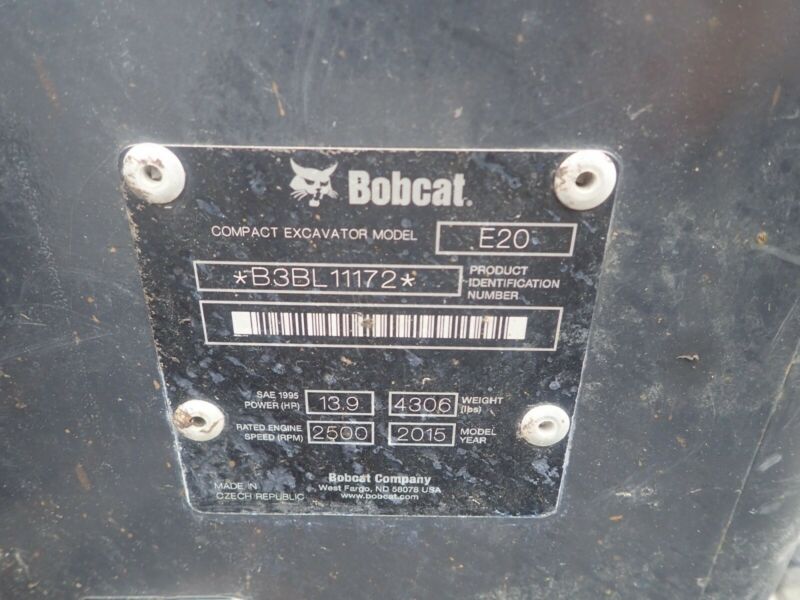 Bobcat.
COMPACT EXCAVATOR MODEL E20
*B3BL11172* PRODUCT IDENTIFICATION NUMBER
SAE 1995 POWER (HP) 13.9 4306 WEIGHT (lbs)
RATED ENGINE SPEED (RPM) 2500 2015 MODEL YEAR
MADE IN CZECH REPUBLIC
Bobcat Company
West Fargo, ND 58078 USA
www.bobcat.com